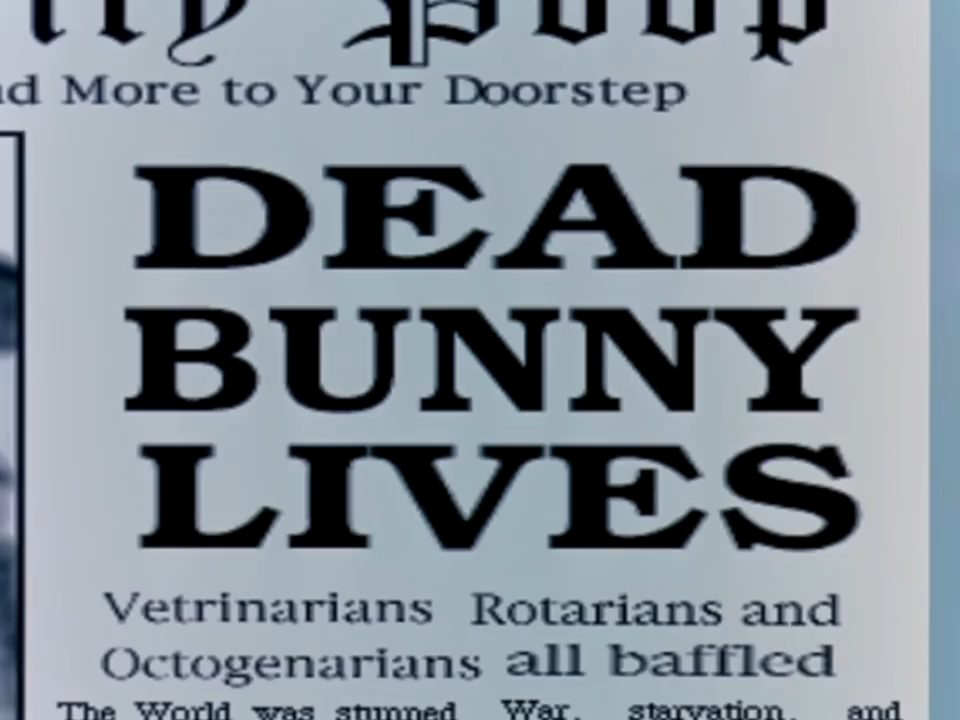 Poop
More to Your Doorstep
DEAD
BUNNY
LIVES
Vetrinarians Rotarians and
Octogenarians all baffled
The World was stunned. War, starvation, and